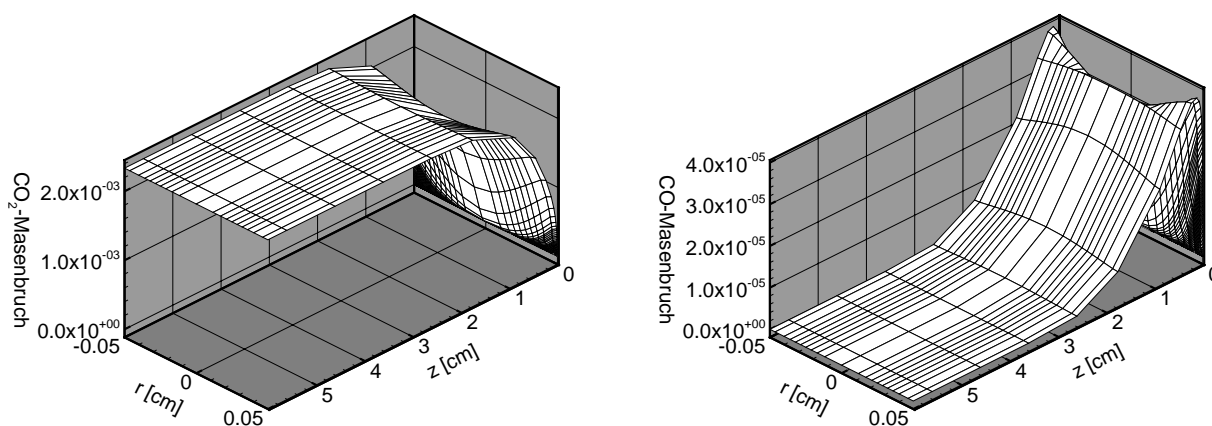 CO2-Masenbruch
2.0x10-03
1.0x10-03
0.0x10+00
-0.05
0
0.05
r [cm]
5
4
3
2
1
0
z [cm]
CO-Masenbruch
4.0x10-05
3.0x10-05
2.0x10-05
1.0x10-05
0.0x10+00
-0.05
0
0.05
r [cm]
5
4
3
2
1
0
z [cm]